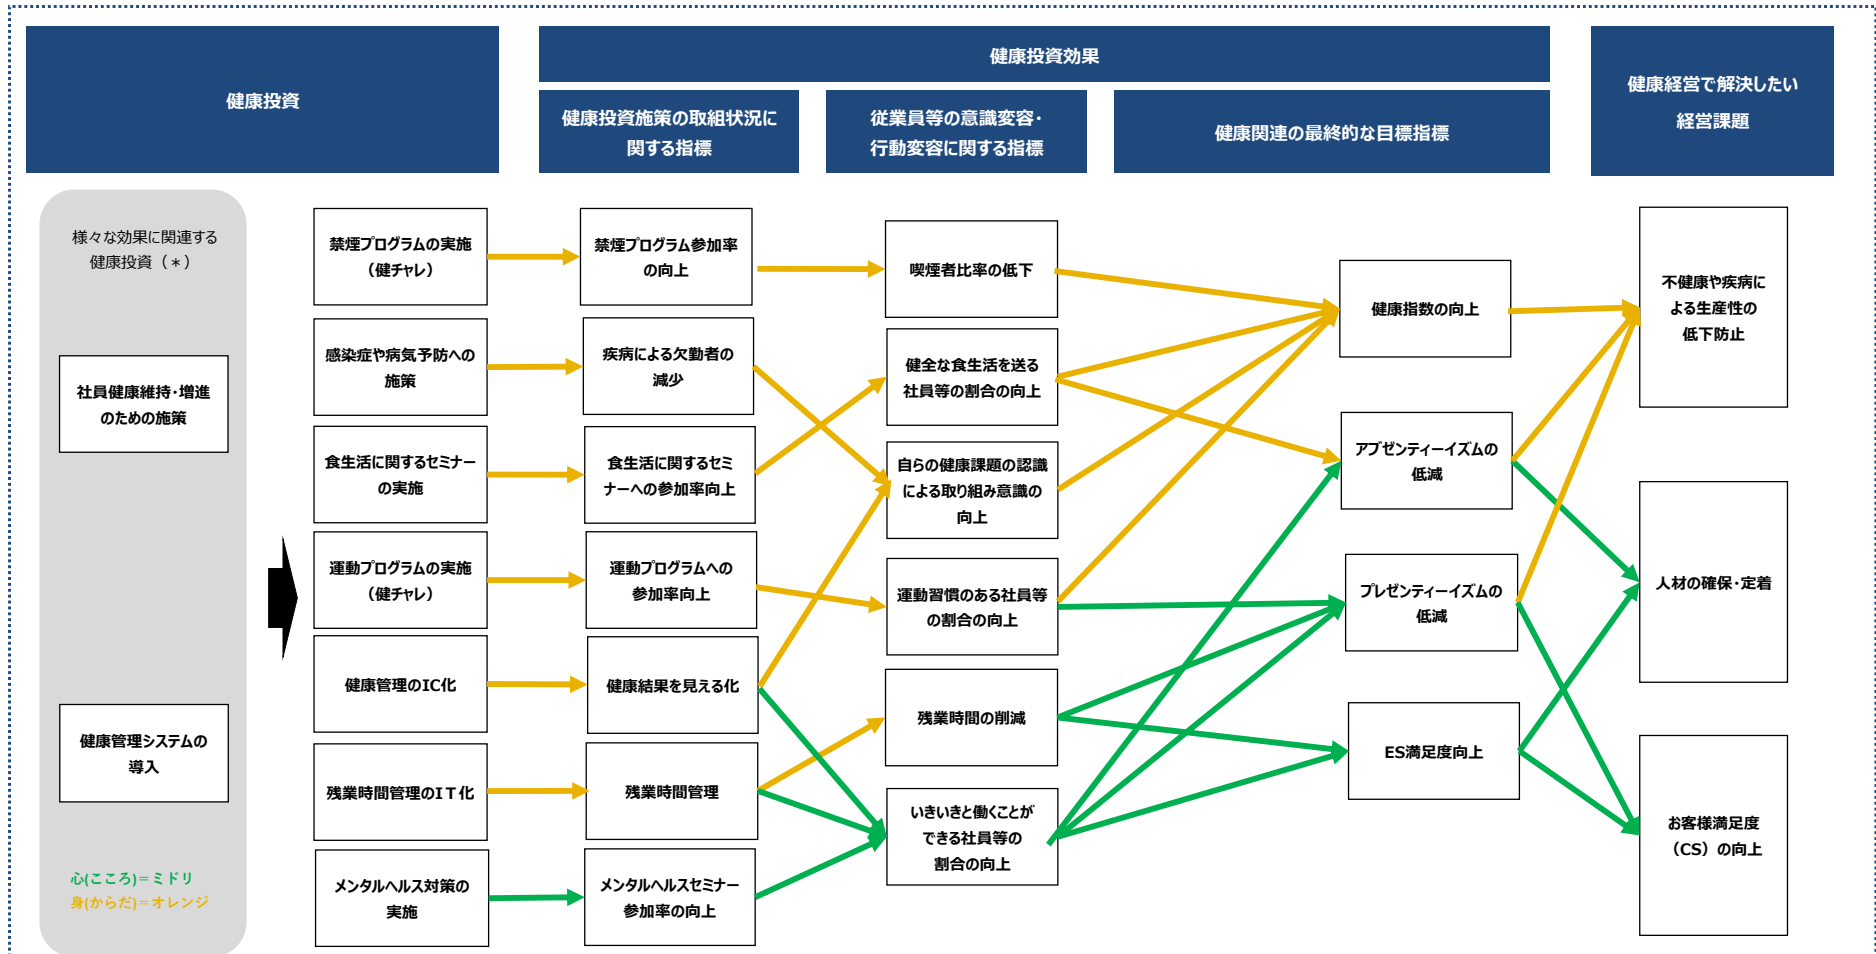 健康投資
健康投資効果
健康投資施策の取組状況に
関する指標
従業員等の意識変容・
行動変容に関する指標
健康関連の最終的な目標指標
健康経営で解決したい
経営課題
様々な効果に関連する
健康投資（＊）
社員健康維持・増進
のための施策
健康管理システムの
導入
心(こころ)＝ミドリ
身(からだ)＝オレンジ
禁煙プログラムの実施
（健チャレ）
感染症や病気予防への
施策
食生活に関するセミナー
の実施
運動プログラムの実施
（健チャレ）
健康管理のIC化
残業時間管理のＩＴ化
メンタルヘルス対策の
実施
禁煙プログラム参加率
の向上
疾病による欠勤者の
減少
食生活に関するセミ
ナーへの参加率向上
運動プログラムへの
参加率向上
健康結果を見える化
残業時間管理
メンタルヘルスセミナー
参加率の向上
喫煙者比率の低下
健全な食生活を送る
社員等の割合の向上
自らの健康課題の認識
による取り組み意識の
向上
運動習慣のある社員等
の割合の向上
残業時間の削減
いきいきと働くことが
できる社員等の
割合の向上
健康指数の向上
アブゼンティーイズムの
低減
プレゼンティーイズムの
低減
ES満足度向上
不健康や疾病に
よる生産性の
低下防止
人材の確保・定着
お客様満足度
（CS）の向上